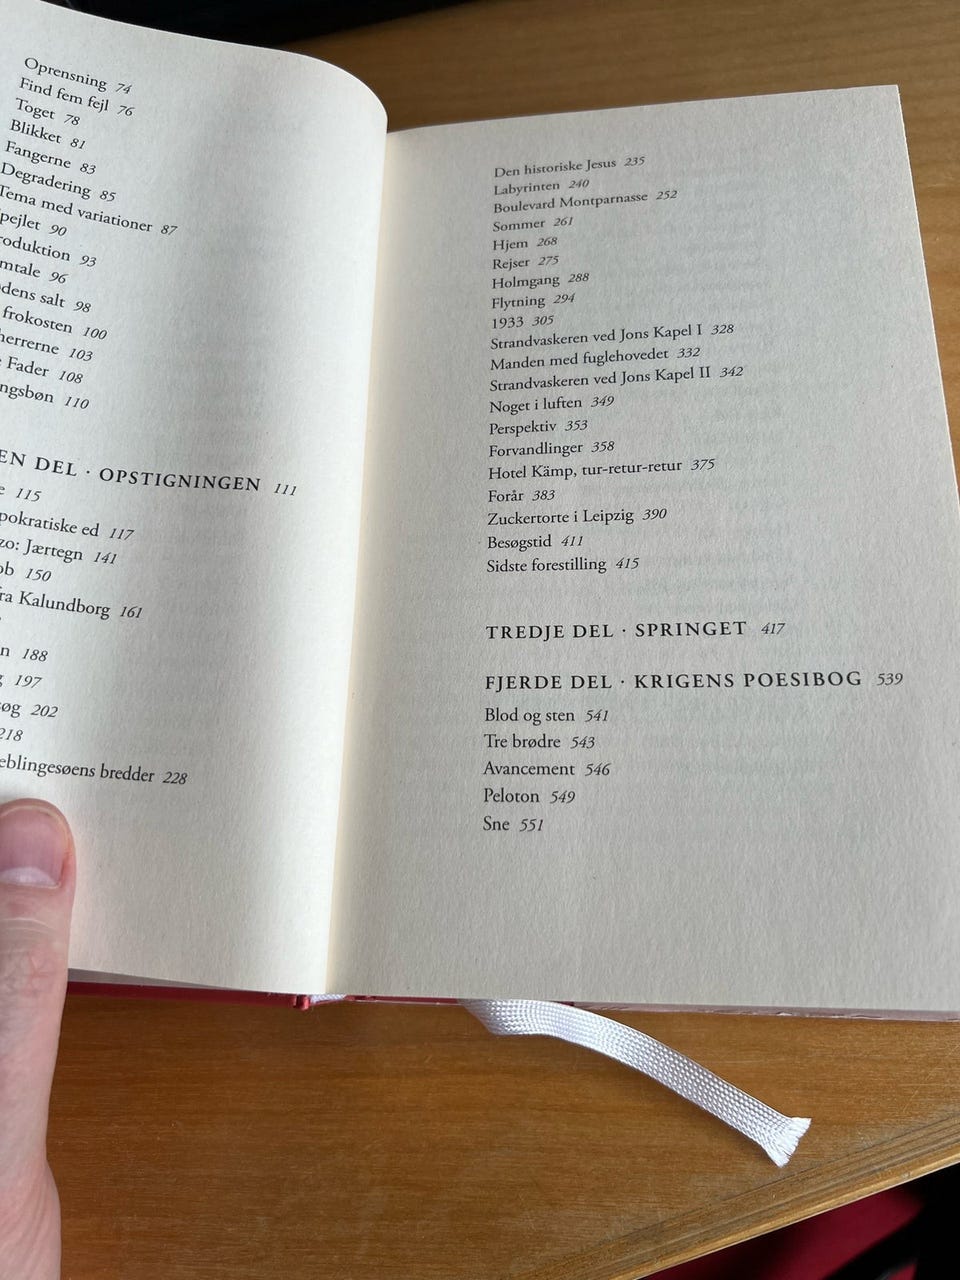 Oprensning 74
Find fem fejl 76
Toget 78
Blikket 81
Fangerne 83
Degradering 85
Tema med variationer 87
pejlet 90
roduktion 93
mtale 96
dens salt 98
frokosten 100
herrerne 103
Fader 108
ngsbøn 110
EN DEL · OPSTIGNINGEN 111
e 115
pokratiske ed 117
zo: Jærtegn 141
ob 150
fra Kalundborg 161
n 188
g 197
øg 202
218
eblingesøens bredder 228
Den historiske Jesus 235
Labyrinten 240
Boulevard Montparnasse 252
Sommer 261
Hjem 268
Rejser 275
Holmgang 288
Flytning 294
1933 305
Strandvaskeren ved Jons Kapel I 328
Manden med fuglehovedet 332
Strandvaskeren ved Jons Kapel II 342
Noget i luften 349
Perspektiv 353
Forvandlinger 358
Hotel Kämp, tur-retur-retur 375
Forår 383
Zuckertorte i Leipzig 390
Besøgstid 411
Sidste forestilling 415
TREDJE DEL · SPRINGET 417
FJERDE DEL · KRIGENS POESIBOG 539
Blod og sten 541
Tre brødre 543
Avancement 546
Peloton 549
Sne 551